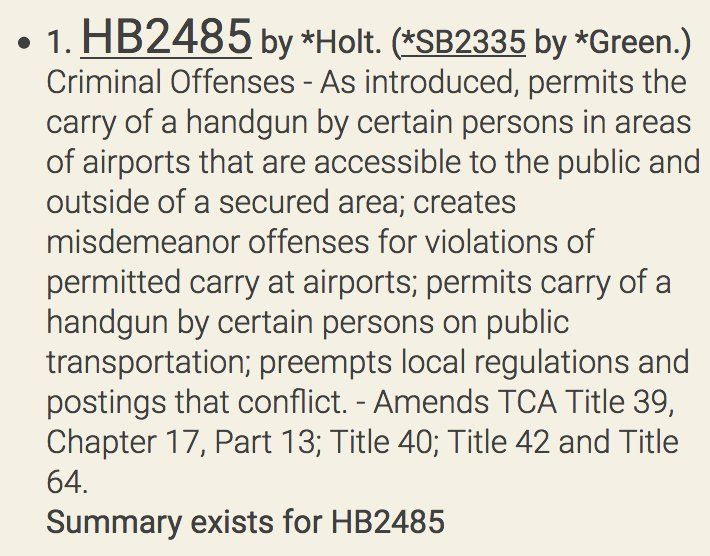 • 1. HB2485 by *Holt. (*SB2335 by *Green.)
Criminal Offenses - As introduced, permits the
carry of a handgun by certain persons in areas
of airports that are accessible to the public and
outside of a secured area; creates
misdemeanor offenses for violations of
permitted carry at airports; permits carry of a
handgun by certain persons on public
transportation; preempts local regulations and
postings that conflict. - Amends TCA Title 39,
Chapter 17, Part 13; Title 40; Title 42 and Title
64.
Summary exists for HB2485